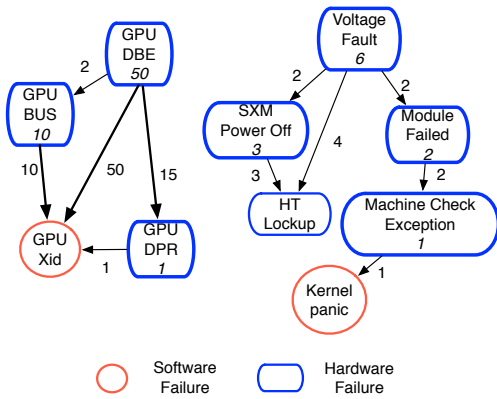 GPU
DBE
50
2
GPU
BUS
10
10
50
15
GPU
Xid
1
GPU
DPR
1
Voltage
Fault
6
2
2
SXM
Power Off
3
4
Module
Failed
2
3
2
HT
Lockup
Machine Check
Exception
1
1
Kernel
panic
Software
Failure
Hardware
Failure